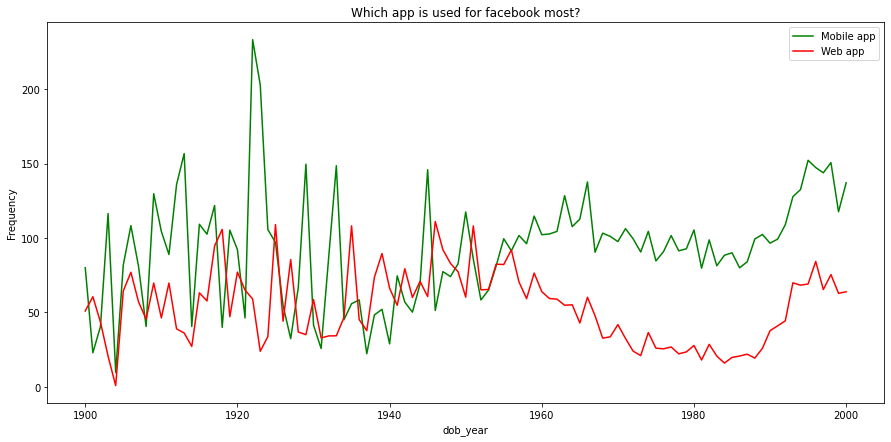 Which app is used for facebook most?
Mobile app
Web app
Frequency
200
150
100
50
0
1900
1920
1940
1960
1980
2000
dob_year